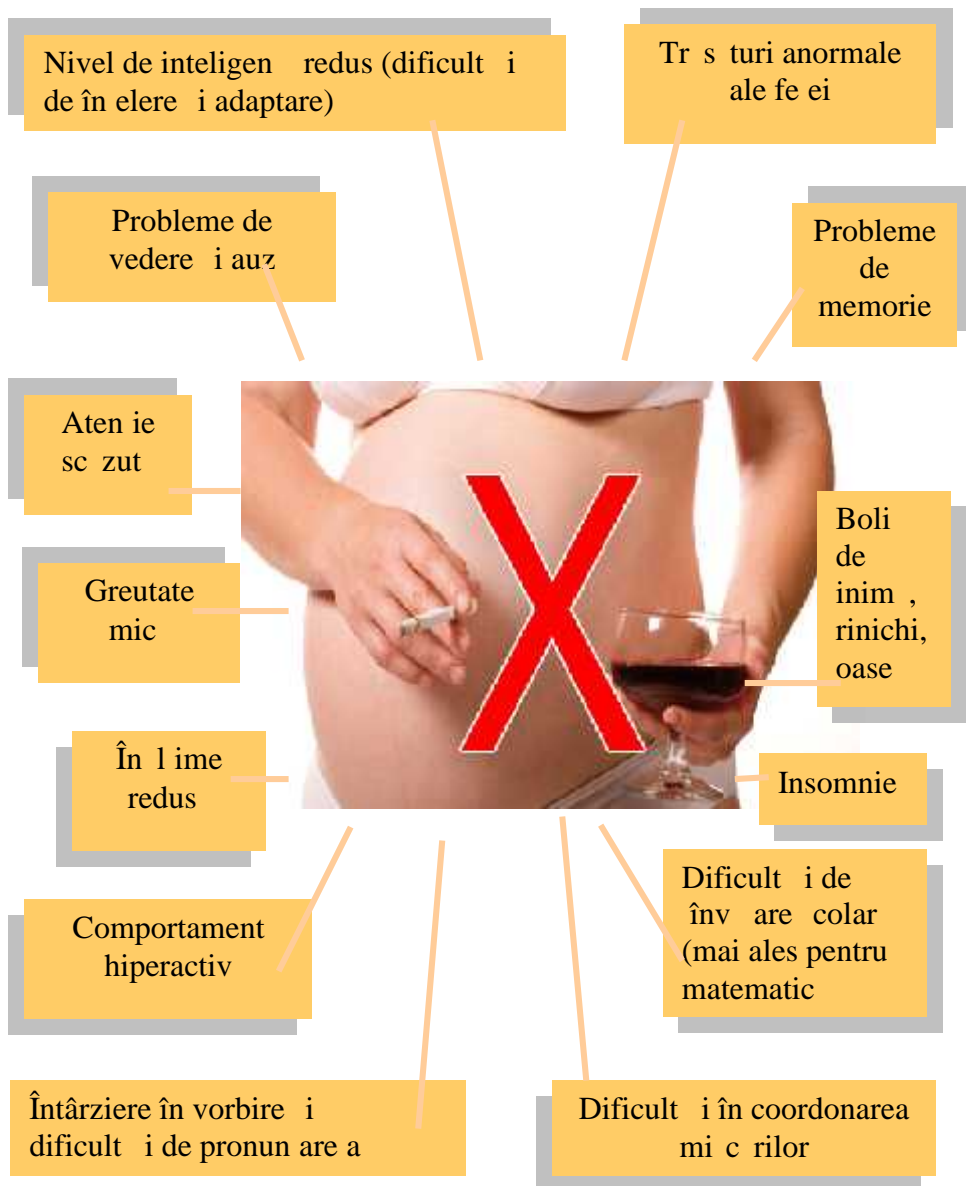 Nivel de inteligen   redus (dificult   i
de în elere   i adaptare)
Tr   s   turi anormale
ale fe ei
Probleme de
vedere   i auz
Probleme
de
memorie
Aten ie
sc   zut
Boli
de
inim   ,
rinichi,
oase
Greutate
mic
În   l   ime
redus
Insomnie
Dificult   i de
înv   are   colar
(mai ales pentru
matematic
Comportament
hiperactiv
Întârziere în vorbire   i
dificult   i de pronun are a
Dificult   i în coordonarea
mi   c   rilor